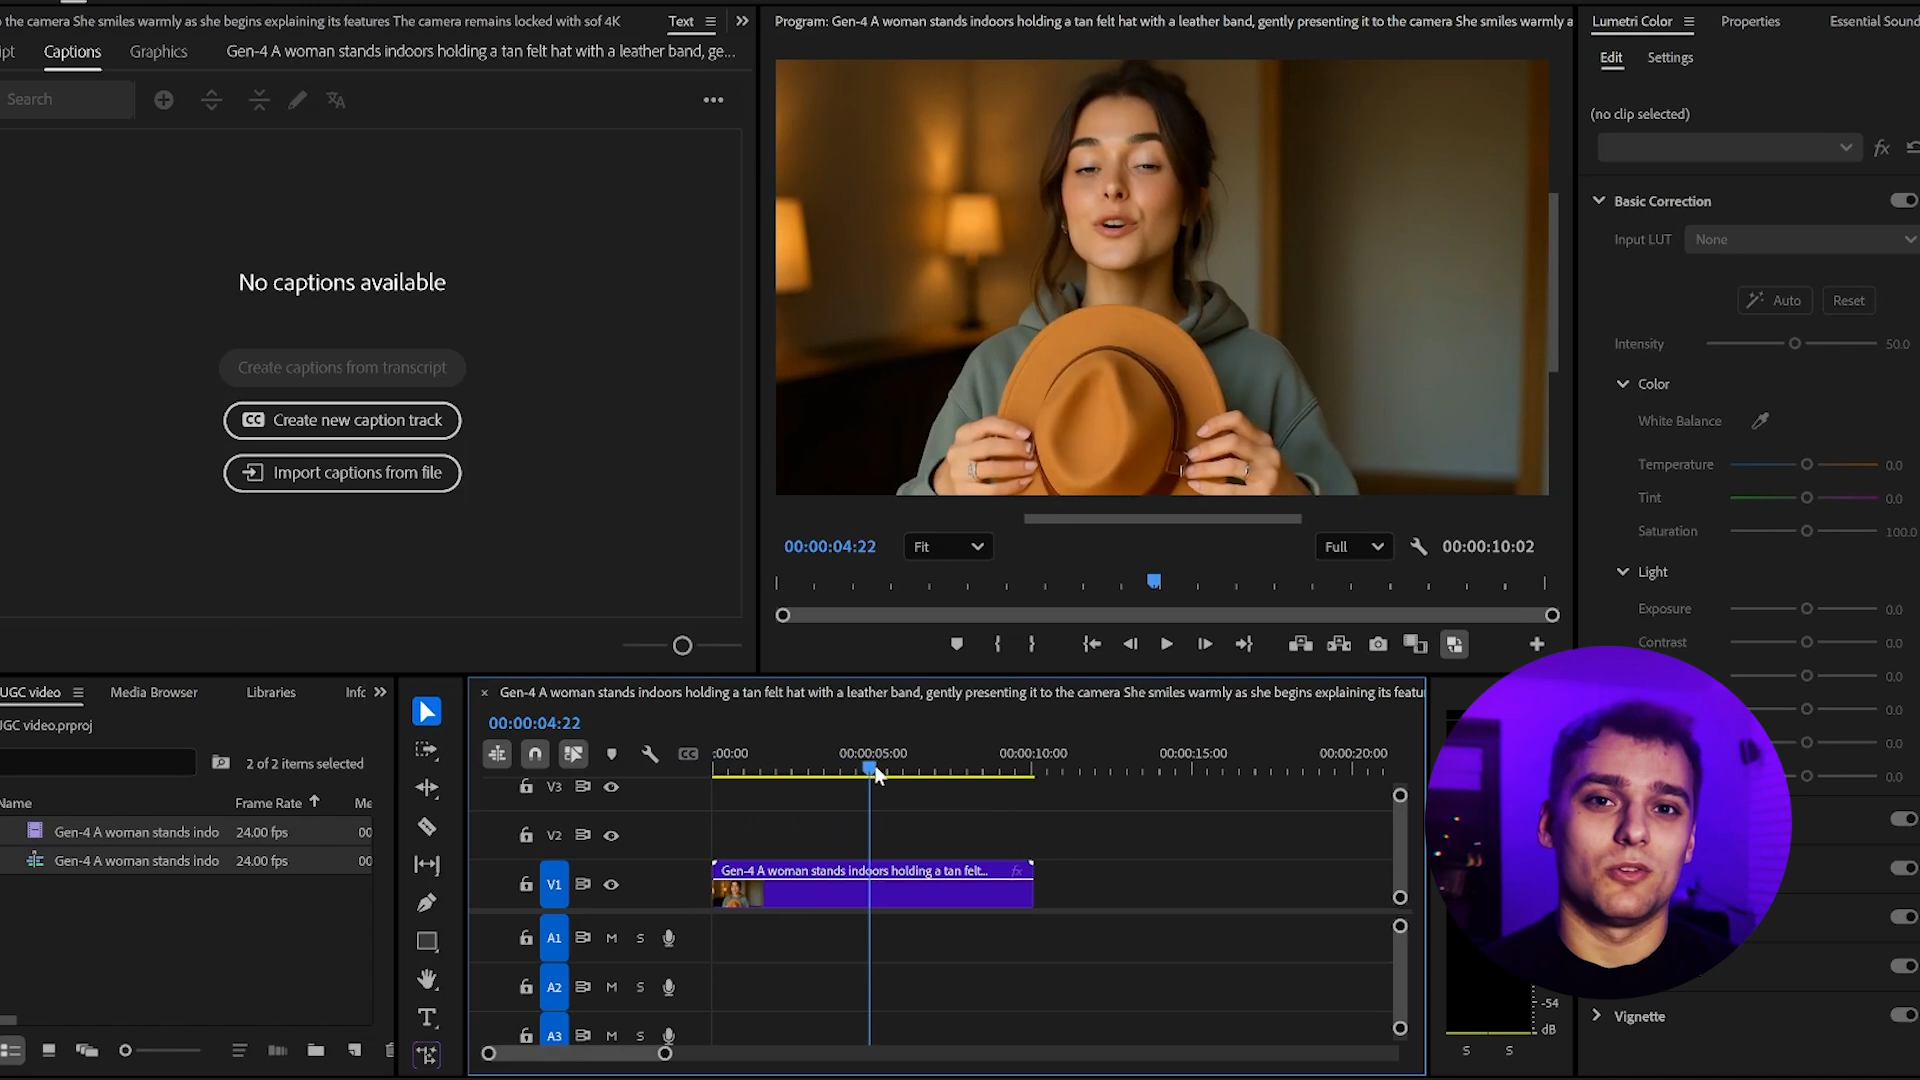 o the camera She smiles warmly as she begins explaining its features The camera remains locked with sof 4K
Text
Program: Gen-4 A woman stands indoors holding a tan felt hat with a leather band, gently presenting it to the camera She smiles warmly a
Lumetri Color
Properties
Essential Sound
ipt
Captions
Graphics
Gen-4 A woman stands indoors holding a tan felt hat with a leather band, ge...
Edit
Settings
Search
(no clip selected)
fx
No captions available
Basic Correction
Input LUT
None
Auto
Reset
Intensity
50.0
Create captions from transcript
Color
CC Create new caption track
White Balance
Import captions from file
Temperature
0.0
Tint
0.0
Saturation
100.0
00:00:04:22
Fit
Full
00:00:10:02
Light
Exposure
0.0
Contrast
0.0
0.0
0.0
0.0
0.0
UGC video
Media Browser
Libraries
Infc
× Gen-4 A woman stands indoors holding a tan felt hat with a leather band, gently presenting it to the camera She smiles warmly as she begins explaining its featu
JGC video.prproj
00:00:04:22
2 of 2 items selected
CC
:00:00
00:00:05:00
00:00:10:00
00:00:15:00
00:00:20:00
Name
Frame Rate
Me
V3
Gen-4 A woman stands indo
24.00 fps
00
V2
Gen-4 A woman stands indo
24.00 fps
00
V1
Gen-4 A woman stands indoors holding a tan felt...
fx
A1
M
S
A2
M
S
A3
M
S
-54
dB
S
S
Vignette
T